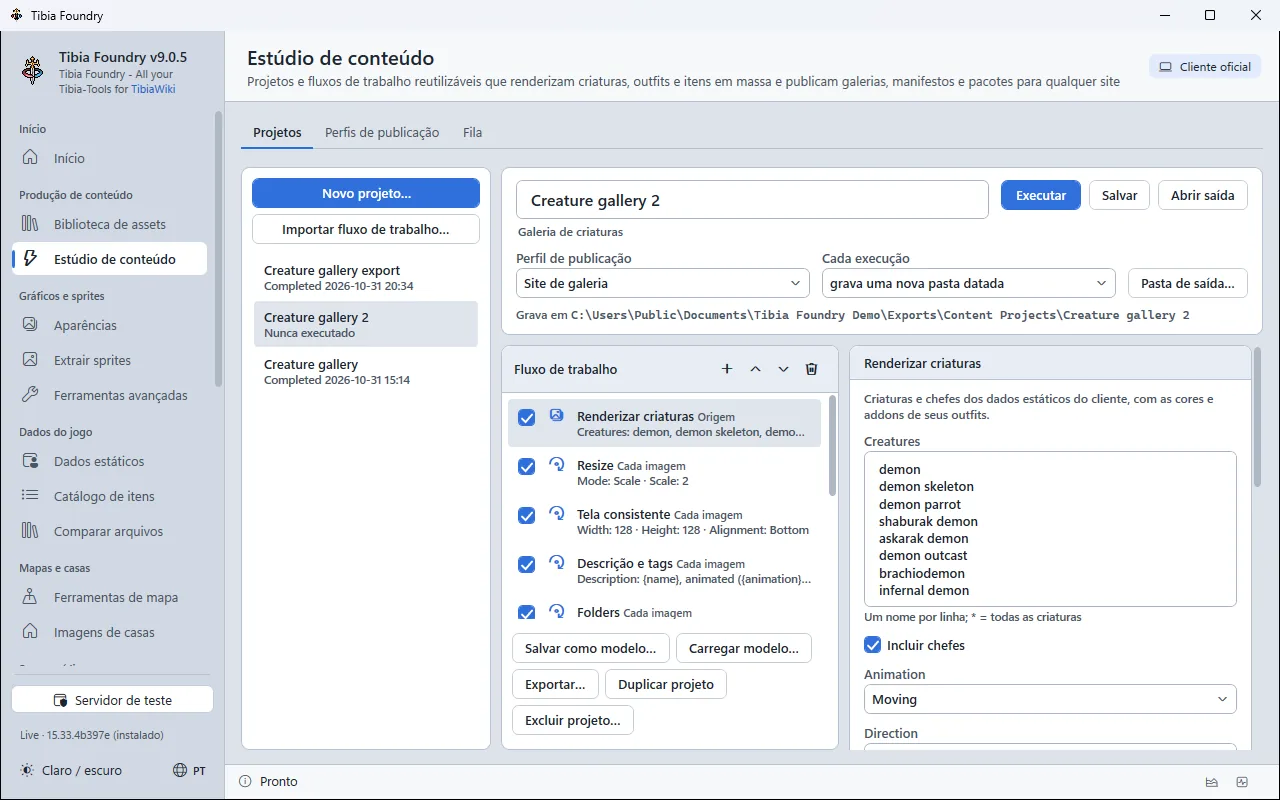 Tibia Foundry
Tibia Foundry v9.0.5
Tibia Foundry - All your
Tibia-Tools for TibiaWiki
Início
Início
Produção de conteúdo
Biblioteca de assets
Estúdio de conteúdo
Gráficos e sprites
Aparências
Extrair sprites
Ferramentas avançadas
Dados do jogo
Dados estáticos
Catálogo de itens
Comparar arquivos
Mapas e casas
Ferramentas de mapa
Imagens de casas
Servidor de teste
Live · 15.33.4b397e (instalado)
Claro / escuro
PT
Estúdio de conteúdo
Projetos e fluxos de trabalho reutilizáveis que renderizam criaturas, outfits e itens em massa e publicam galerias, manifestos e pacotes para qualquer site
Cliente oficial
Projetos
Perfis de publicação
Fila
Novo projeto...
Importar fluxo de trabalho...
Creature gallery export
Completed 2026-10-31 20:34
Creature gallery 2
Nunca executado
Creature gallery
Completed 2026-10-31 15:14
Creature gallery 2
Executar
Salvar
Abrir saída
Galeria de criaturas
Perfil de publicação
Cada execução
Site de galeria
grava uma nova pasta datada
Pasta de saída...
Grava em C:\Users\Public\Documents\Tibia Foundry Demo\Exports\Content Projects\Creature gallery 2
Fluxo de trabalho
Renderizar criaturas Origem
Creatures: demon, demon skeleton, demo...
Resize Cada imagem
Mode: Scale · Scale: 2
Tela consistente Cada imagem
Width: 128 · Height: 128 · Alignment: Bottom
Descrição e tags Cada imagem
Description: {name}, animated ({animation}...
Folders Cada imagem
Salvar como modelo...
Carregar modelo...
Exportar...
Duplicar projeto
Excluir projeto...
Renderizar criaturas
Criaturas e chefes dos dados estáticos do cliente, com as cores e
addons de seus outfits.
Creatures
demon
demon skeleton
demon parrot
shaburak demon
askarak demon
demon outcast
brachiodemon
infernal demon
Um nome por linha; * = todas as criaturas
Incluir chefes
Animation
Moving
Direction
Pronto